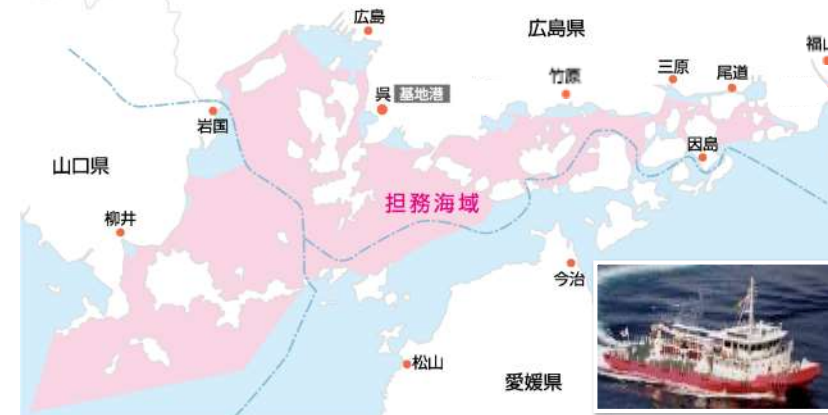 広島
広島県
福山
呉 基地港
竹原
三原
尾道
岩国
因島
山口県
担務海域
柳井
今治
松山
愛媛県